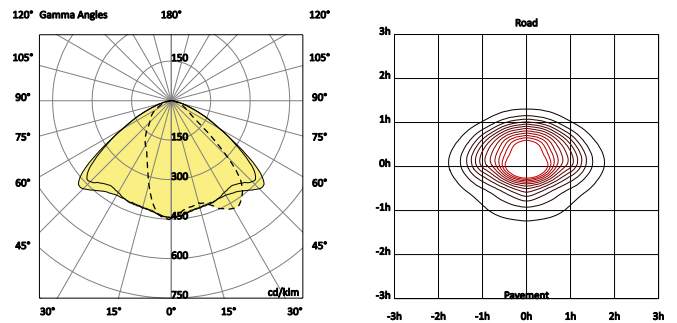 120° Gamma Angles 180° 120°
105° 150 105°
90° 90°
75° 150 75°
60° 300 60°
45° 450 45°
600
cd/klm
750
30° 15° 0° 15° 30°
Road
3h
2h
1h
0h
-1h
-2h
-3h Pavement
-3h -2h -1h 0h 1h 2h 3h